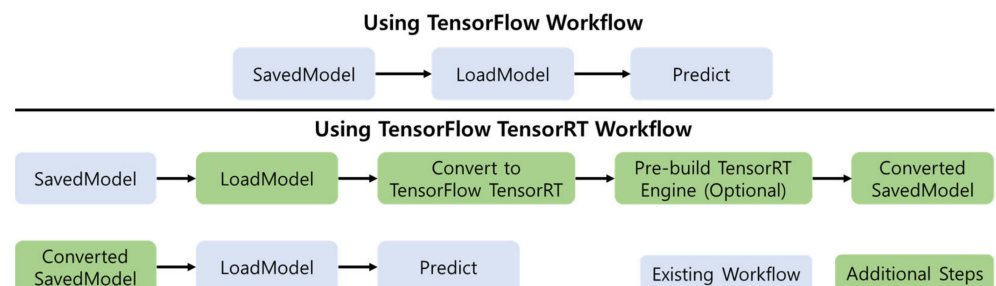 Using TensorFlow Workflow
SavedModel
LoadModel
Predict
Using TensorFlow TensorRT Workflow
SavedModel
LoadModel
Convert to
TensorFlow TensorRT
Pre-build TensorRT
Engine (Optional)
Converted
SavedModel
Converted
SavedModel
LoadModel
Predict
Existing Workflow
Additional Steps